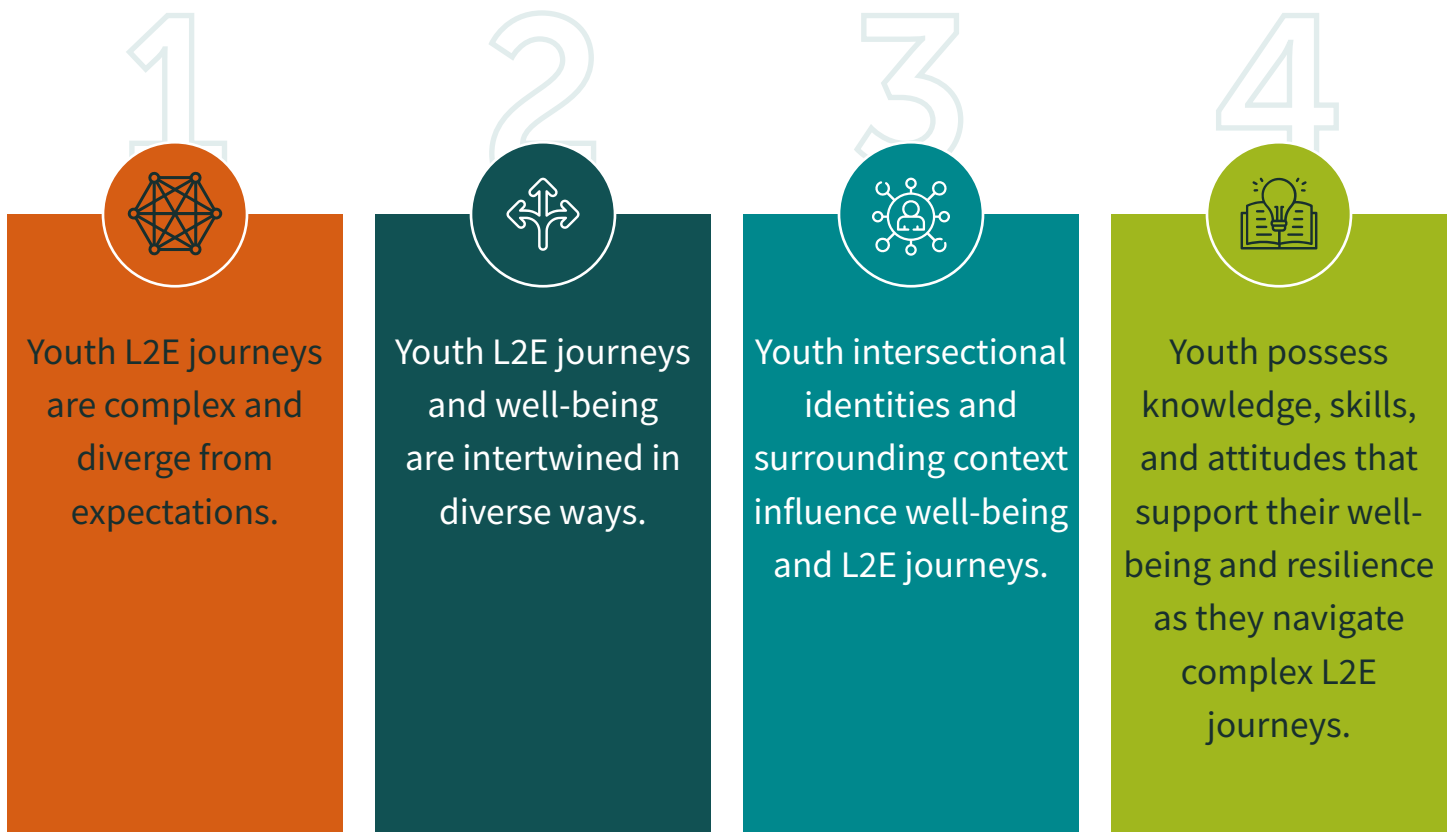 1
Youth L2E journeys
are complex and
diverge from
expectations.
2
Youth L2E journeys
and well-being
are intertwined in
diverse ways.
3
Youth intersectional
identities and
surrounding context
influence well-being
and L2E journeys.
4
Youth possess
knowledge, skills,
and attitudes that
support their well-
being and resilience
as they navigate
complex L2E
journeys.